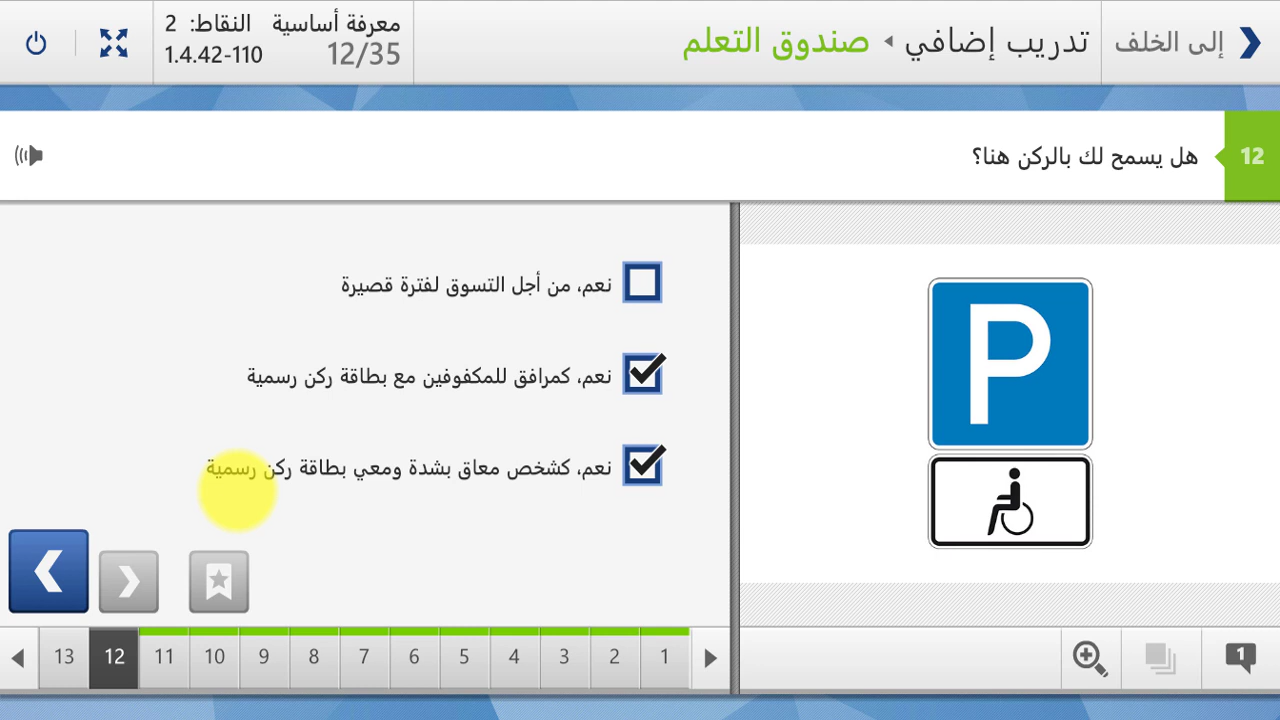 إلى الخلف
تدريب إضافي ◂ صندوق التعلم
معرفة أساسية النقاط: 2
12/35 1.4.42-110
12
هل يسمح لك بالركن هنا؟
نعم، من أجل التسوق لفترة قصيرة
نعم، كمرافق للمكفوفين مع بطاقة ركن رسمية
نعم، كشخص معاق بشدة ومعي بطاقة ركن رسمية
P
1
1 2 3 4 5 6 7 8 9 10 11 12 13